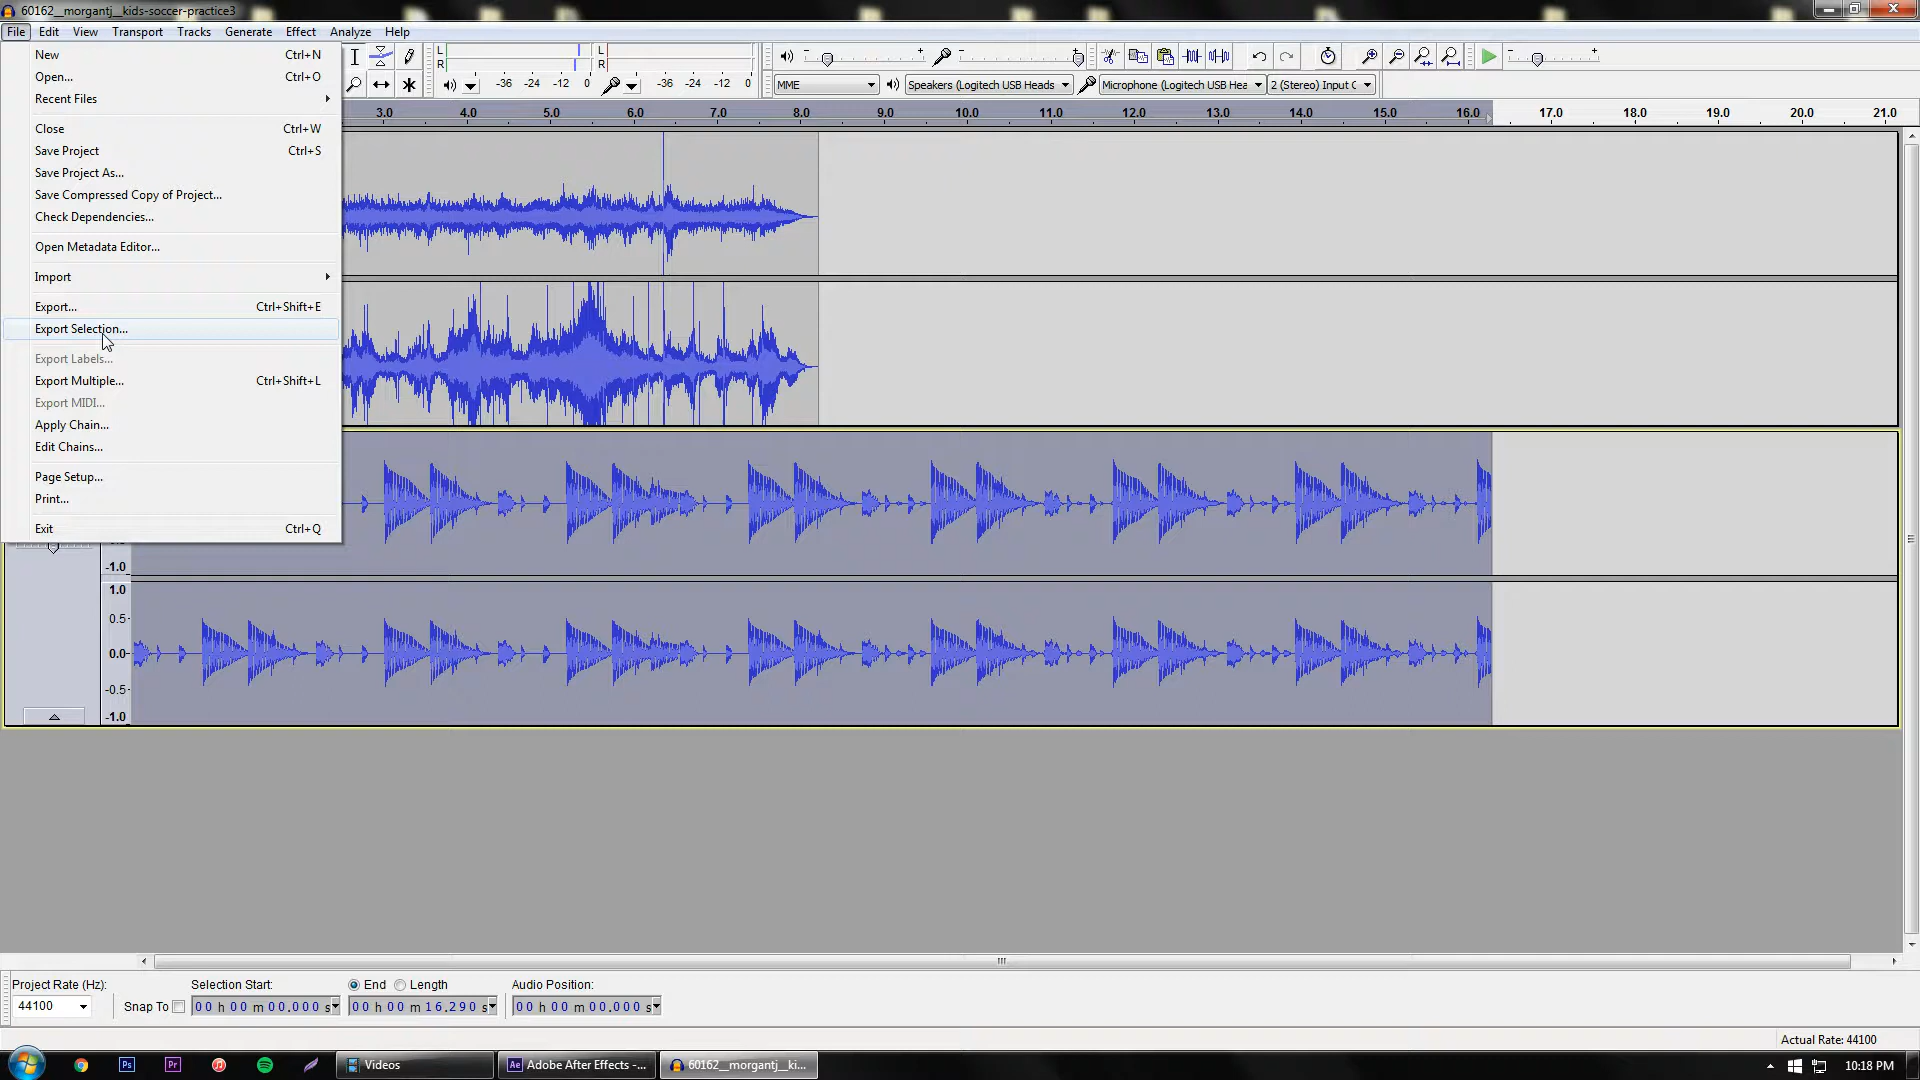 60162__morgantj__kids-soccer-practice3
File Edit View Transport Tracks Generate Effect Analyze Help
New Ctrl+N
Open... Ctrl+O
Recent Files
Close Ctrl+W
Save Project Ctrl+S
Save Project As...
Save Compressed Copy of Project...
Check Dependencies...
Open Metadata Editor...
Import
Export... Ctrl+Shift+E
Export Selection...
Export Labels...
Export Multiple... Ctrl+Shift+L
Export MIDI...
Apply Chain...
Edit Chains...
Page Setup...
Print...
Exit Ctrl+Q
L
R
L
R
- + - + - +
-36 -24 -12 0 -36 -24 -12 0
MME Speakers (Logitech USB Heads Microphone (Logitech USB Hea 2 (Stereo) Input C
3.0 4.0 5.0 6.0 7.0 8.0 9.0 10.0 11.0 12.0 13.0 14.0 15.0 16.0 17.0 18.0 19.0 20.0 21.0
-1.0
1.0
0.5-
0.0-
-0.5-
-1.0
Project Rate (Hz): Selection Start: End Length Audio Position:
44100 Snap To 00 h 00 m 00.000 s 00 h 00 m 16.290 s 00 h 00 m 00.000 s
Actual Rate: 44100
Ps Pr Videos Ae Adobe After Effects -... 60162__morgantj__ki... 10:18 PM